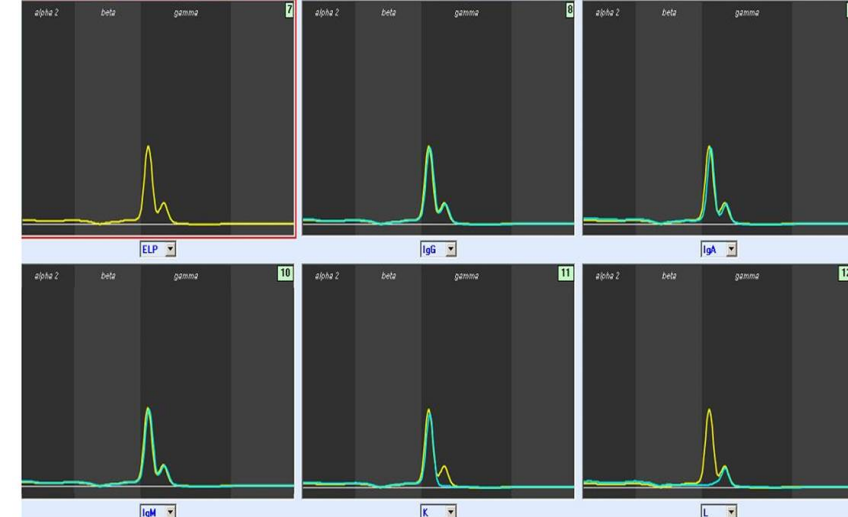 alpha 2 beta gamma 7
alpha 2 beta gamma 8
alpha 2 beta gamma
ELP
IgG
IgA
alpha 2 beta gamma 10
alpha 2 beta gamma 11
alpha 2 beta gamma
IgM
K
L